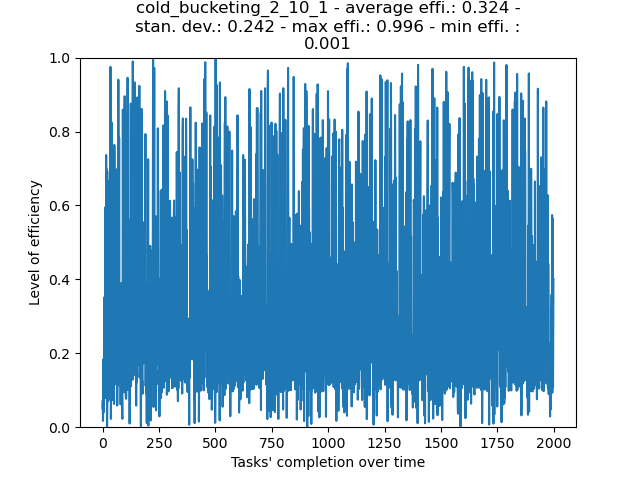 cold_bucketing_2_10_1 - average effi.: 0.324 -
stan. dev.: 0.242 - max effi.: 0.996 - min effi. :
0.001
1.0
0.8
0.6
0.4
0.2
0.0
Level of efficiency
0 250 500 750 1000 1250 1500 1750 2000
Tasks' completion over time